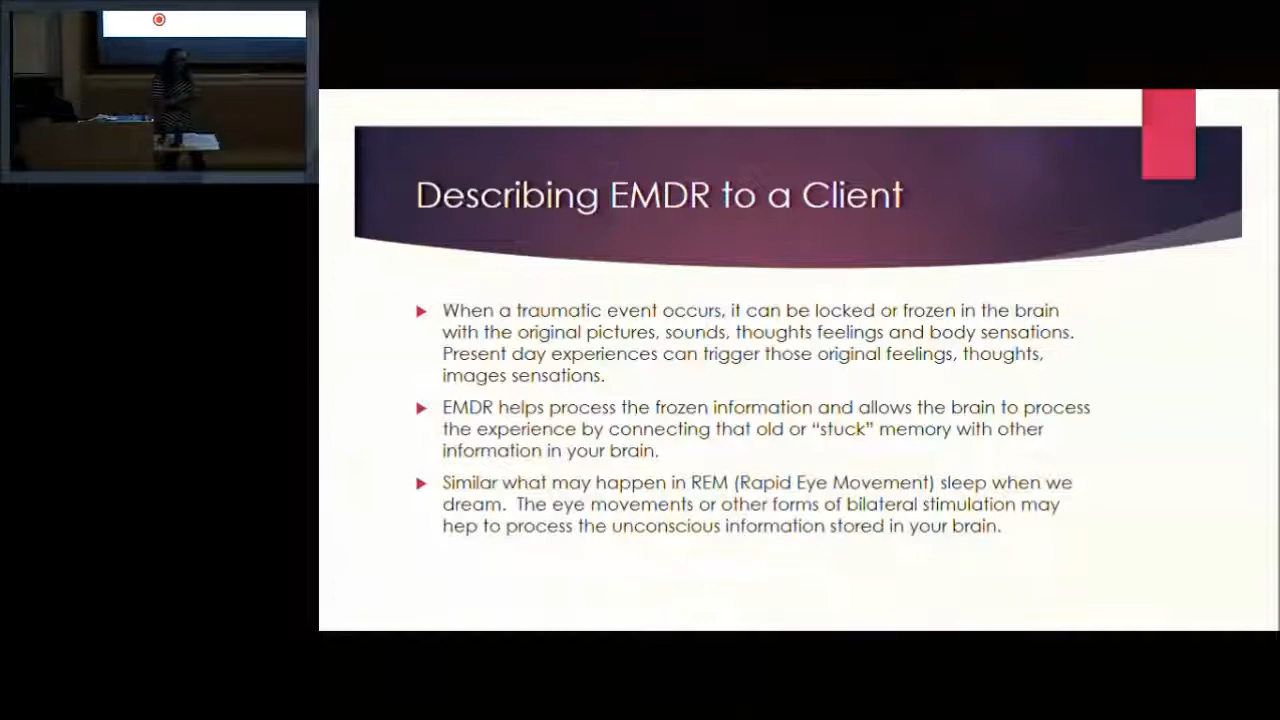 Describing EMDR to a Client
When a traumatic event occurs, it can be locked or frozen in the brain
with the original pictures, sounds, thoughts feelings and body sensations.
Present day experiences can trigger those original feelings, thoughts,
images sensations.
EMDR helps process the frozen information and allows the brain to process
the experience by connecting that old or “stuck” memory with other
information in your brain.
Similar what may happen in REM (Rapid Eye Movement) sleep when we
dream. The eye movements or other forms of bilateral stimulation may
hep to process the unconscious information stored in your brain.